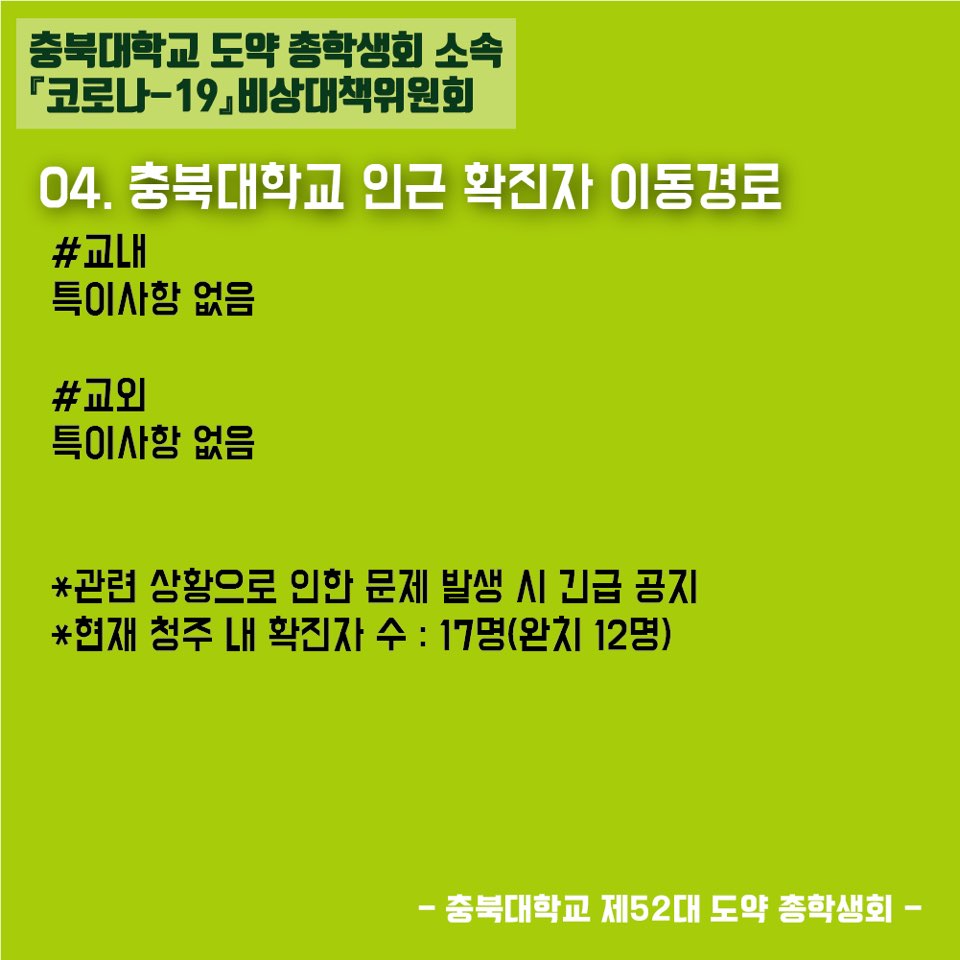 충북대학교 도약 총학생회 소속
『코로나-19』비상대책위원회
04. 충북대학교 인근 확진자 이동경로
#교내
특이사항 없음
#교외
특이사항 없음
*관련 상황으로 인한 문제 발생 시 긴급 공지
*현재 청주 내 확진자 수 : 17명(완치 12명)
- 충북대학교 제52대 도약 총학생회 -